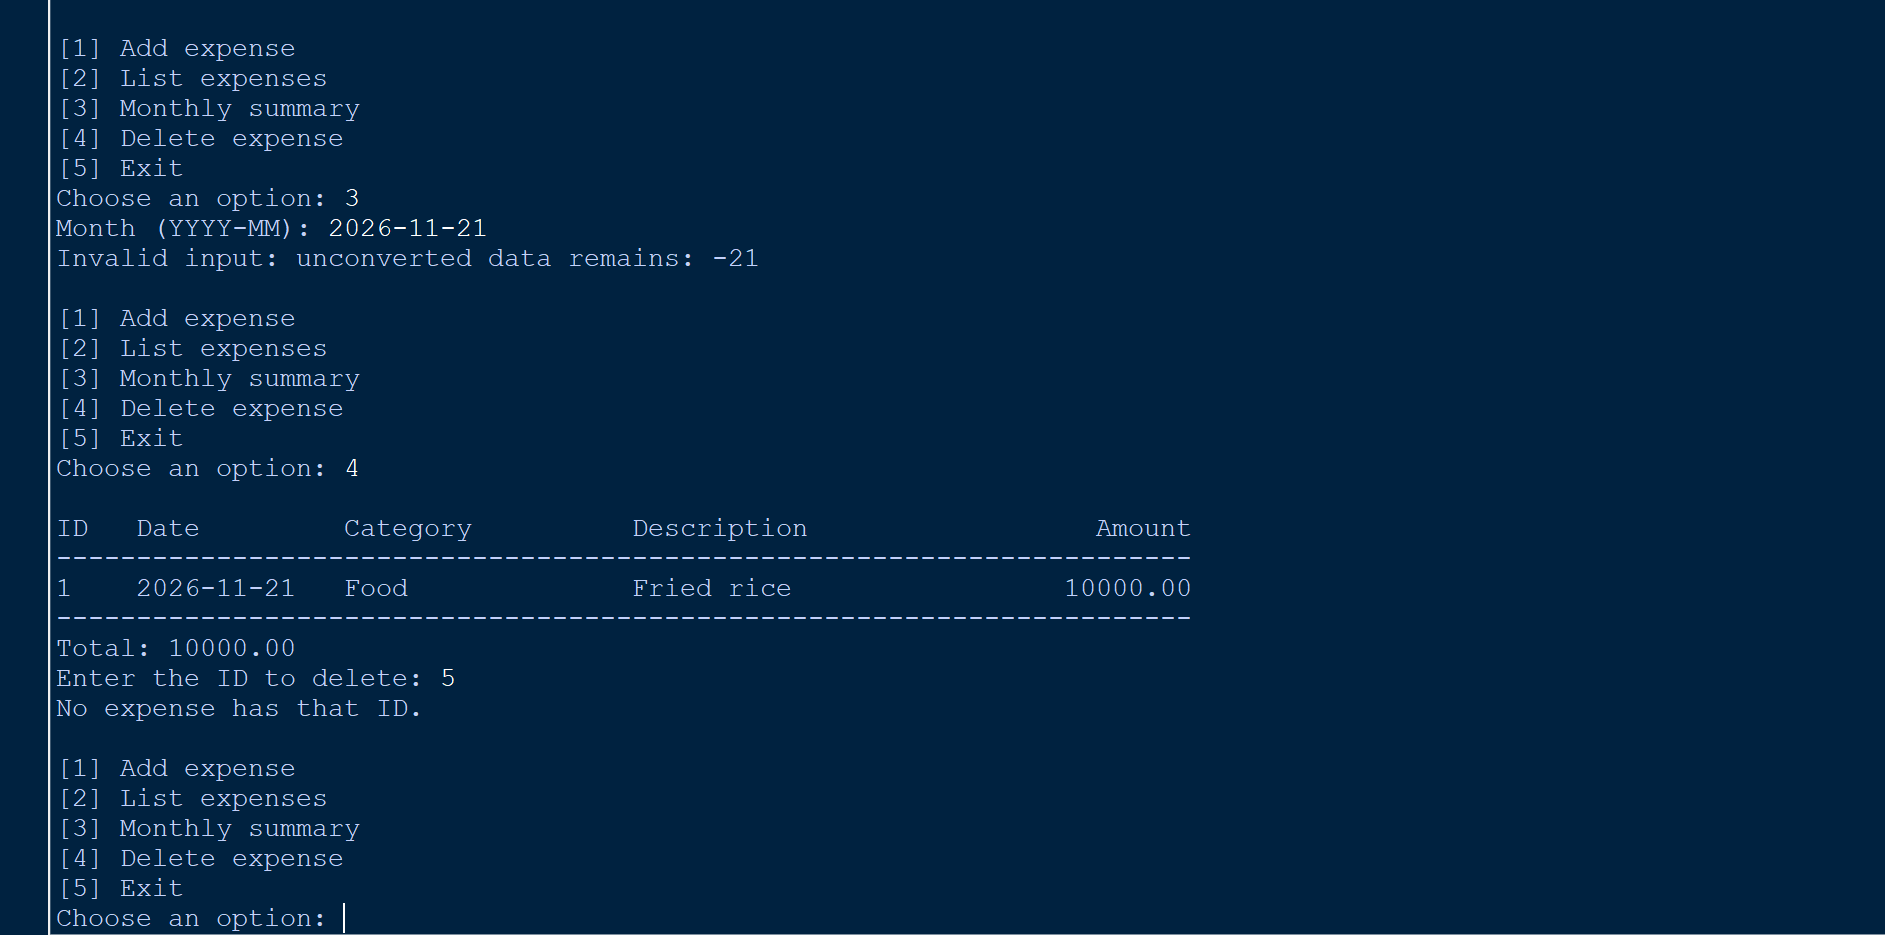 [1] Add expense
[2] List expenses
[3] Monthly summary
[4] Delete expense
[5] Exit
Choose an option: 3
Month (YYYY-MM): 2026-11-21
Invalid input: unconverted data remains: -21
[1] Add expense
[2] List expenses
[3] Monthly summary
[4] Delete expense
[5] Exit
Choose an option: 4
ID   Date         Category          Description                  Amount
-----------------------------------------------------------------------
1    2026-11-21   Food              Fried rice                 10000.00
-----------------------------------------------------------------------
Total: 10000.00
Enter the ID to delete: 5
No expense has that ID.
[1] Add expense
[2] List expenses
[3] Monthly summary
[4] Delete expense
[5] Exit
Choose an option: